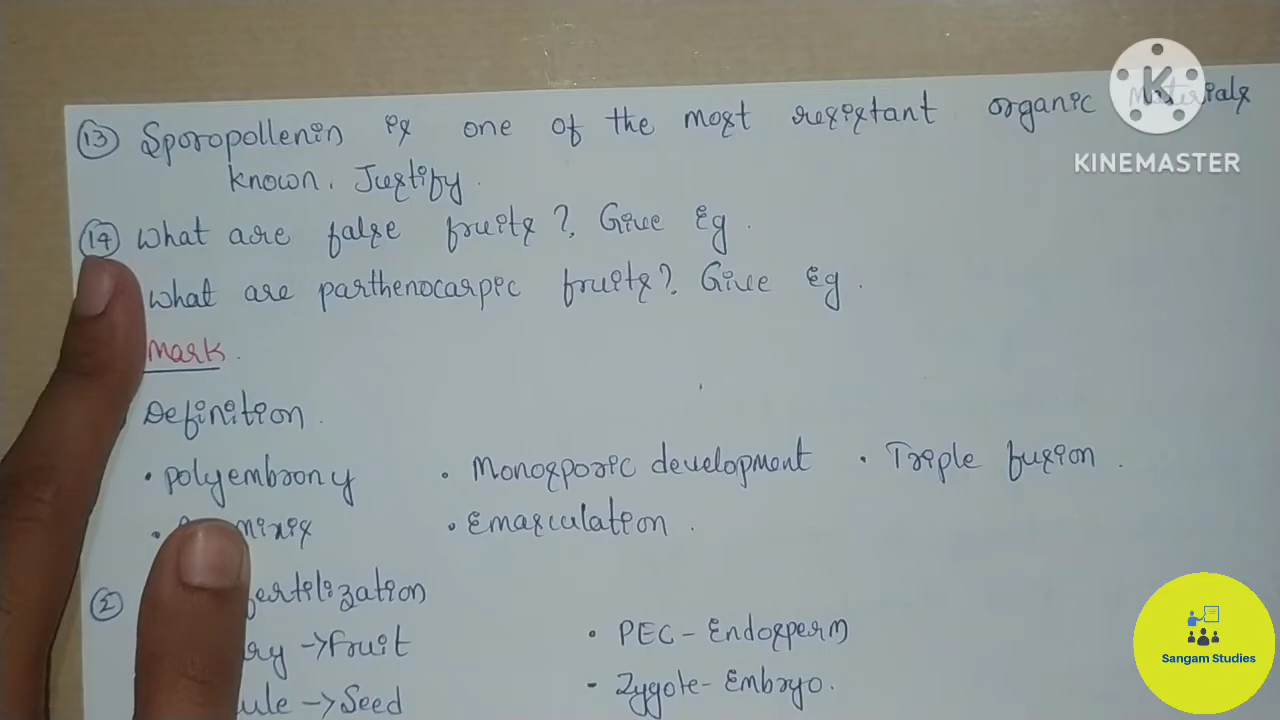 13 Sporopollenin is one of the most resistant organic materials
known. Justify.
14 What are false fruits? Give Eg.
What are parthenocarpic fruits? Give Eg.
Mark.
Definition.
• polyembrony • Monosporic development • Triple fusion.
• Emasculation.
2 fertilization
→Fruit • PEC - Endosperm
→Seed - Zygote - Embryo.
KINEMASTER
Sangam Studies